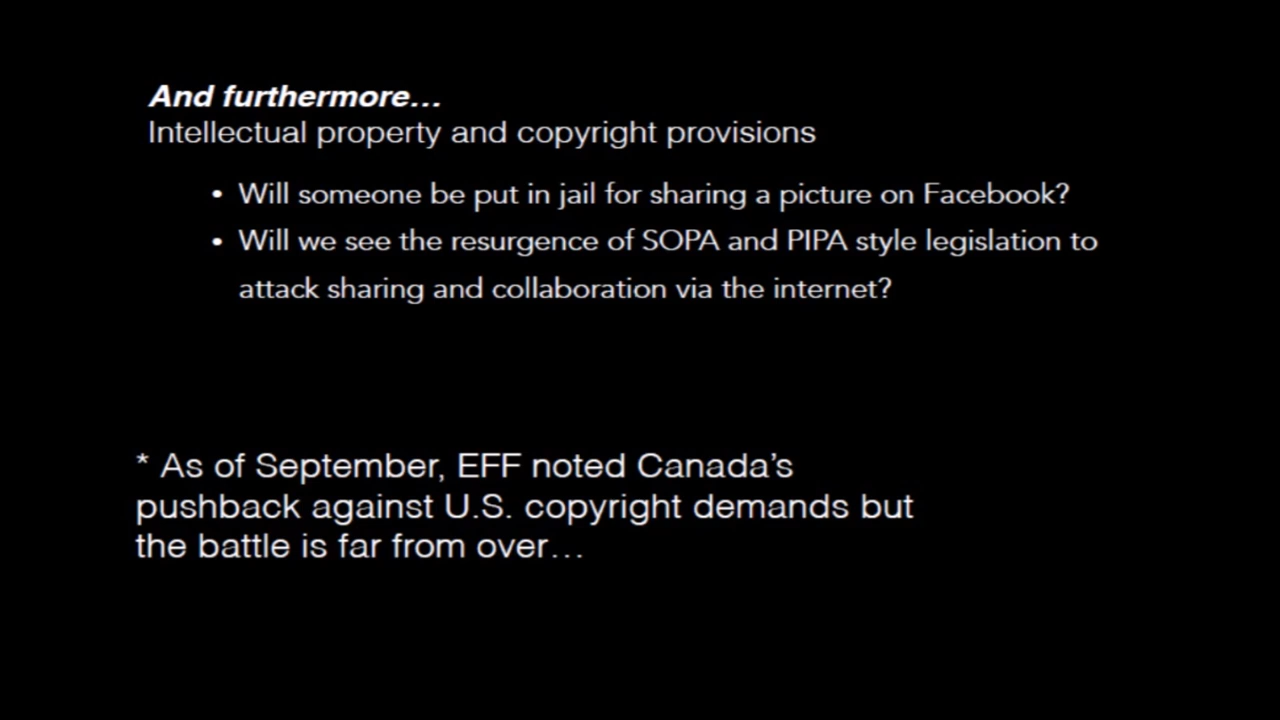 And furthermore...
Intellectual property and copyright provisions
• Will someone be put in jail for sharing a picture on Facebook?
• Will we see the resurgence of SOPA and PIPA style legislation to
attack sharing and collaboration via the internet?
* As of September, EFF noted Canada's
pushback against U.S. copyright demands but
the battle is far from over...